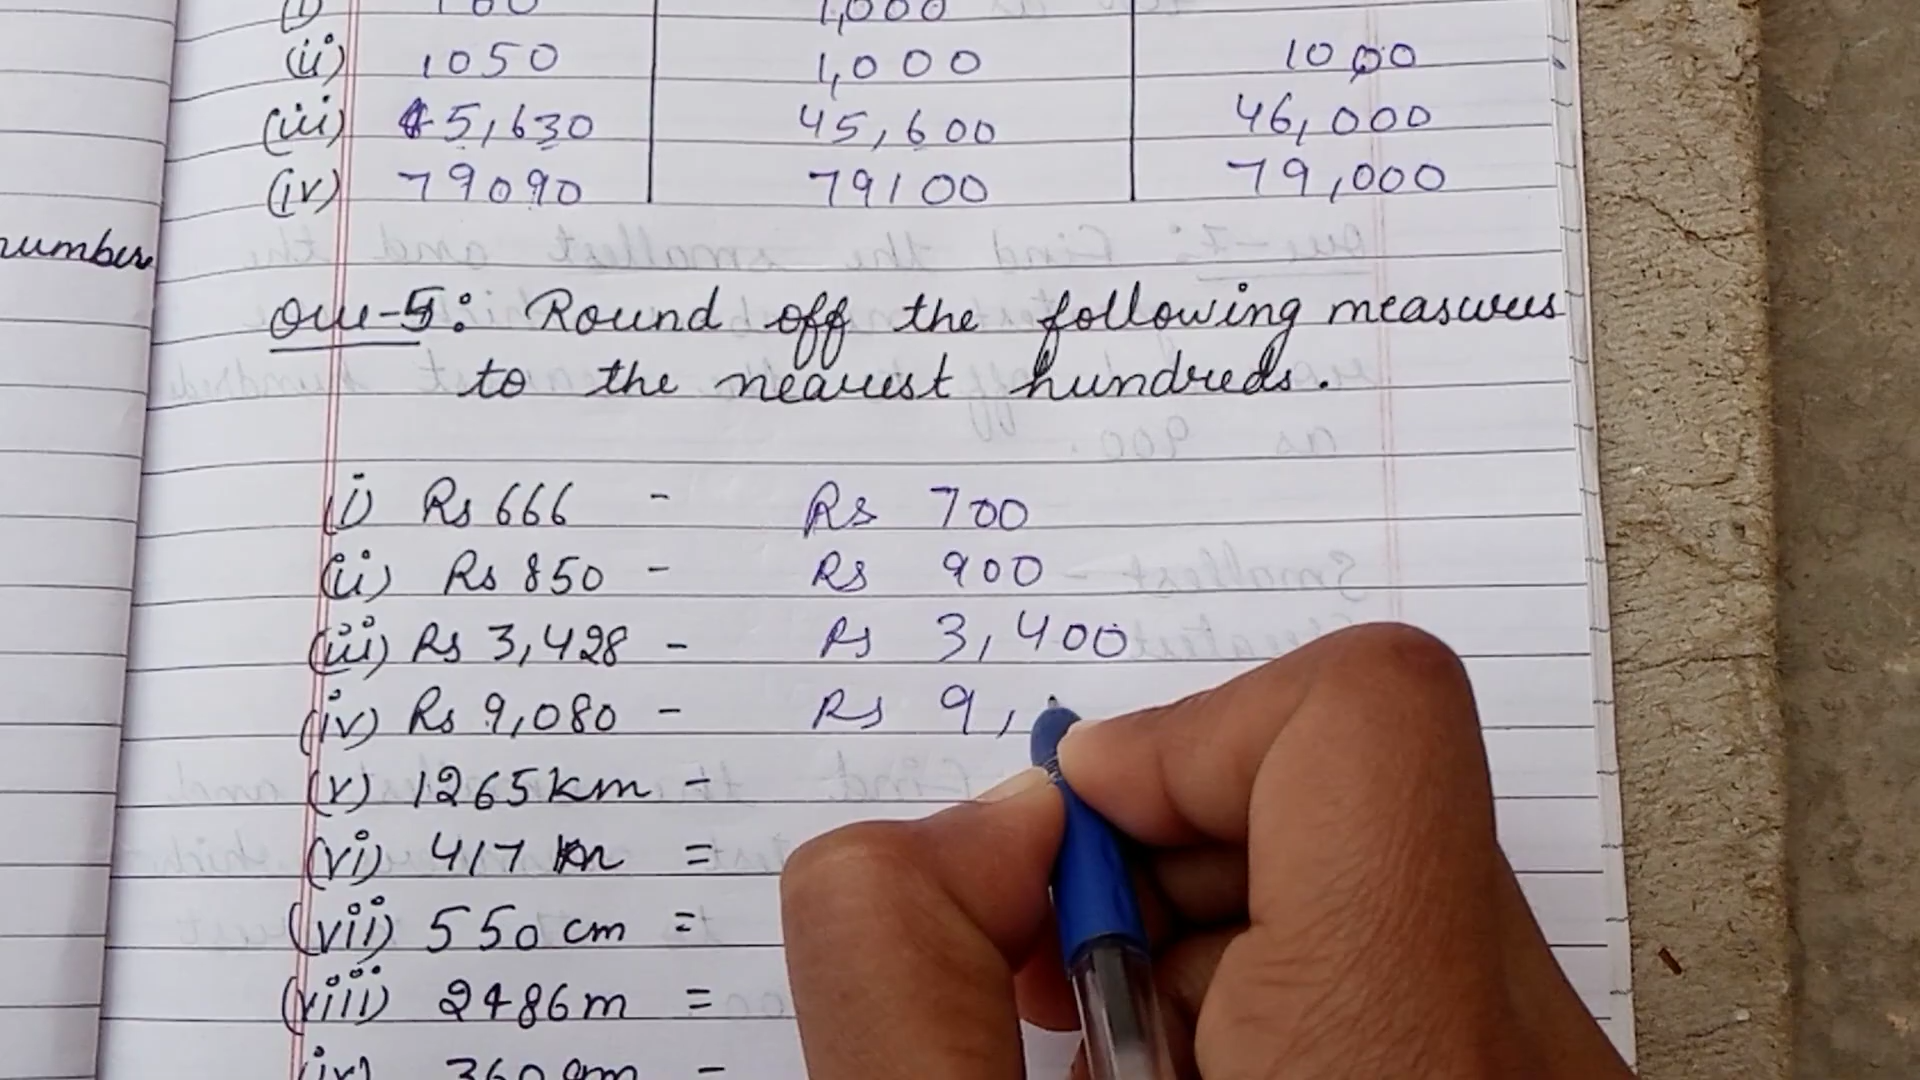 (ii) 1050 1,000 1000
(iii) 45,630 45,600 46,000
(iv) 79090 79100 79,000
number
Que-5: Round off the following measures
to the nearest hundreds.
(i) Rs 666 - Rs 700
(ii) Rs 850 - Rs 900
(iii) Rs 3,428 - Rs 3,400
(iv) Rs 9,080 - Rs 9,
(v) 1265 km -
(vi) 417 km =
(vii) 550 cm =
(viii) 2486 m =